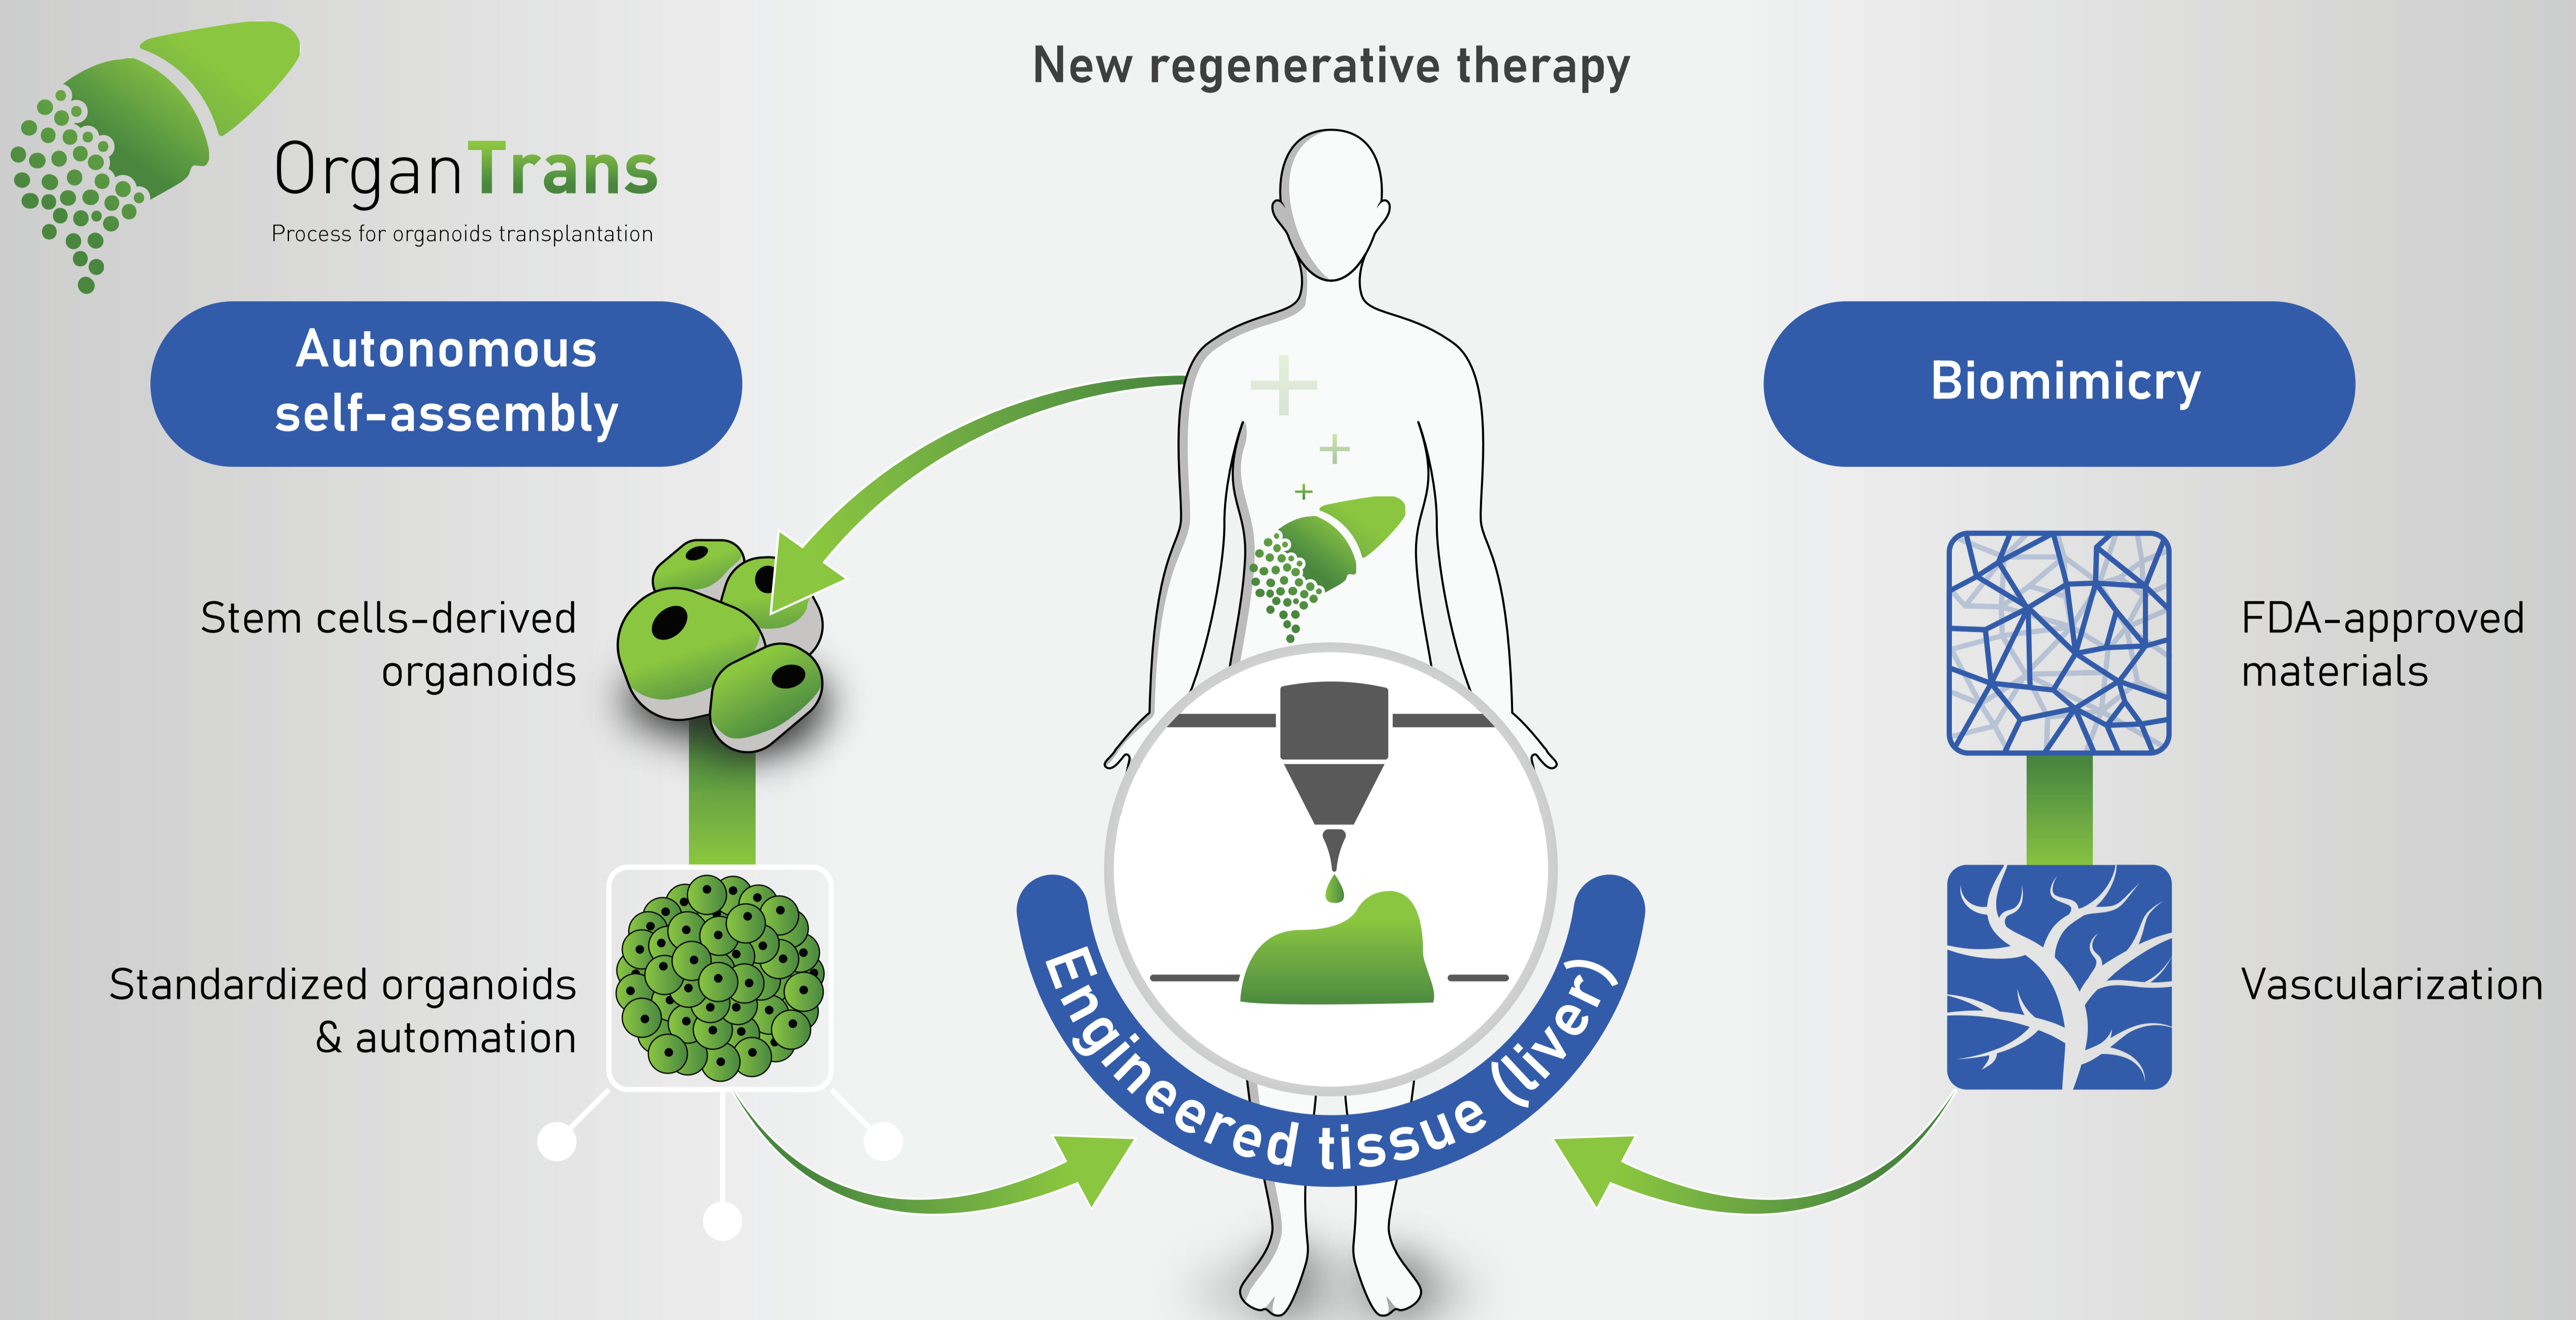 New regenerative therapy
OrganTrans
Process for organoids transplantation
Autonomous
self-assembly
Stem cells-derived
organoids
Standardized organoids
& automation
Engineered tissue (liver)
Biomimicry
FDA-approved
materials
Vascularization